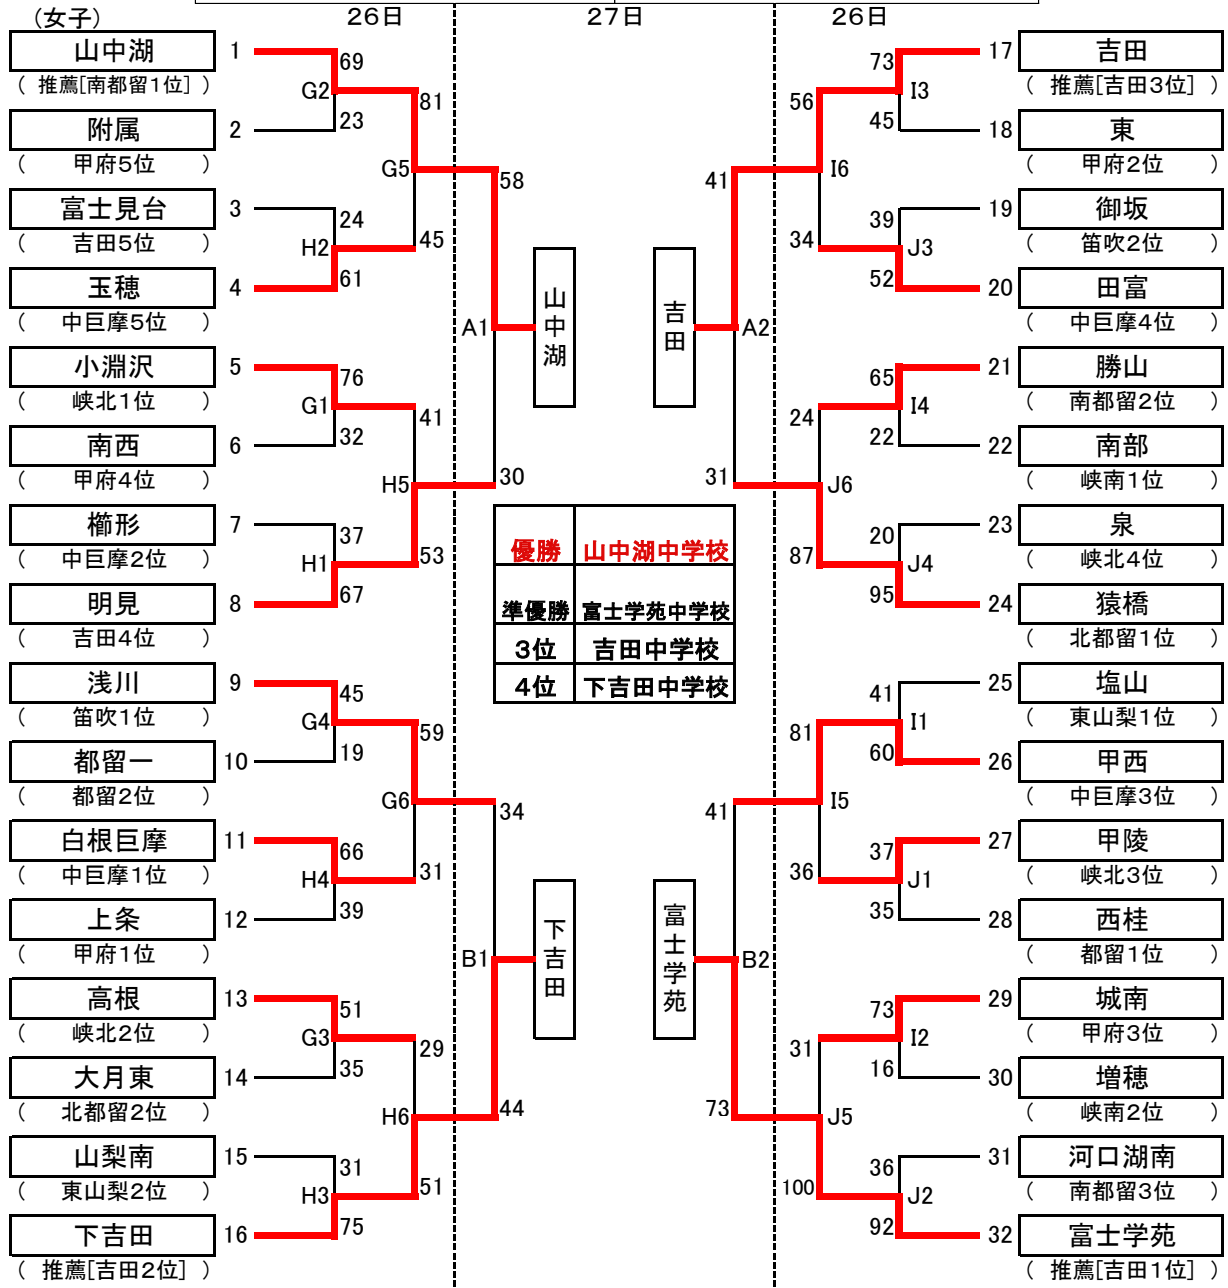 (女子)
26日
27日
26日
山中湖
( 推薦[南都留1位] )
1
附属
( 甲府5位 )
2
富士見台
( 吉田5位 )
3
玉穂
( 中巨摩5位 )
4
小淵沢
( 峡北1位 )
5
南西
( 甲府4位 )
6
櫛形
( 中巨摩2位 )
7
明見
( 吉田4位 )
8
浅川
( 笛吹1位 )
9
都留一
( 都留2位 )
10
白根巨摩
( 中巨摩1位 )
11
上条
( 甲府1位 )
12
高根
( 峡北2位 )
13
大月東
( 北都留2位 )
14
山梨南
( 東山梨2位 )
15
下吉田
( 推薦[吉田2位] )
16
69
G2
23
24
H2
61
76
G1
32
37
H1
67
45
G4
19
66
H4
39
51
G3
35
31
H3
75
81
G5
45
41
H5
53
59
G6
31
29
H6
51
58
A1
30
34
B1
44
山中湖
吉田
下吉田
富士学苑
優勝 山中湖中学校
準優勝 富士学苑中学校
3位 吉田中学校
4位 下吉田中学校
41
A2
31
41
B2
73
56
I6
34
24
J6
87
81
I5
36
31
J5
100
73
I3
45
39
J3
52
65
I4
22
20
J4
95
41
I1
60
37
J1
35
73
I2
16
36
J2
92
17
吉田
( 推薦[吉田3位] )
18
東
( 甲府2位 )
19
御坂
( 笛吹2位 )
20
田富
( 中巨摩4位 )
21
勝山
( 南都留2位 )
22
南部
( 峡南1位 )
23
泉
( 峡北4位 )
24
猿橋
( 北都留1位 )
25
塩山
( 東山梨1位 )
26
甲西
( 中巨摩3位 )
27
甲陵
( 峡北3位 )
28
西桂
( 都留1位 )
29
城南
( 甲府3位 )
30
増穂
( 峡南2位 )
31
河口湖南
( 南都留3位 )
32
富士学苑
( 推薦[吉田1位] )